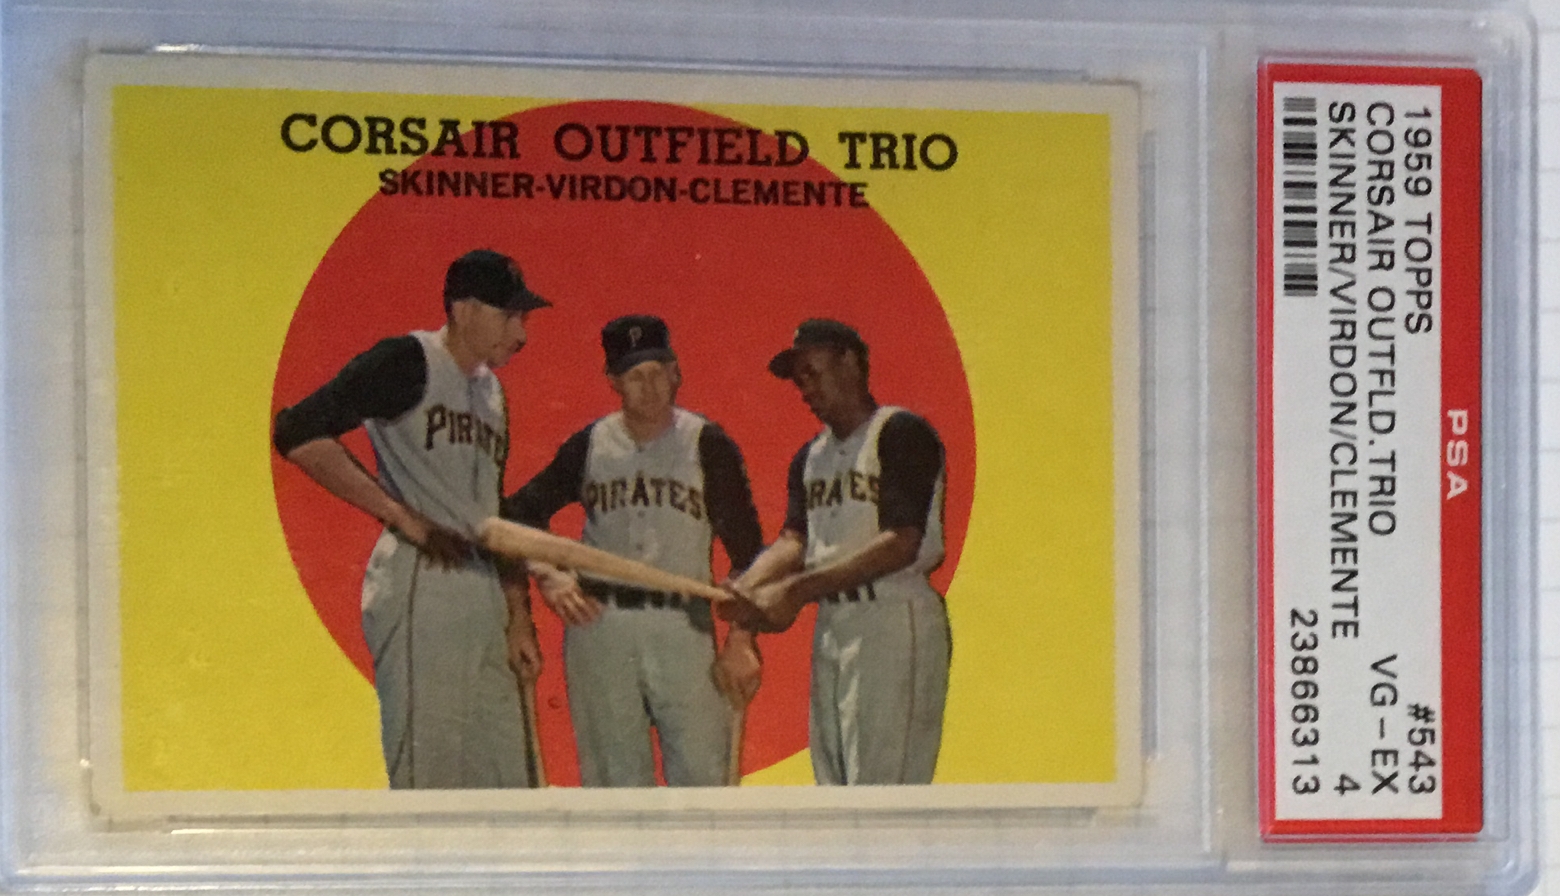 CORSAIR OUTFIELD TRIO
SKINNER-VIRDON-CLEMENTE
P
PIRATE
PIRATES
IRATES
PSA
1959 TOPPS #543
CORSAIR OUTFLD.TRIO VG-EX
SKINNER/VIRDON/CLEMENTE 4
23866313